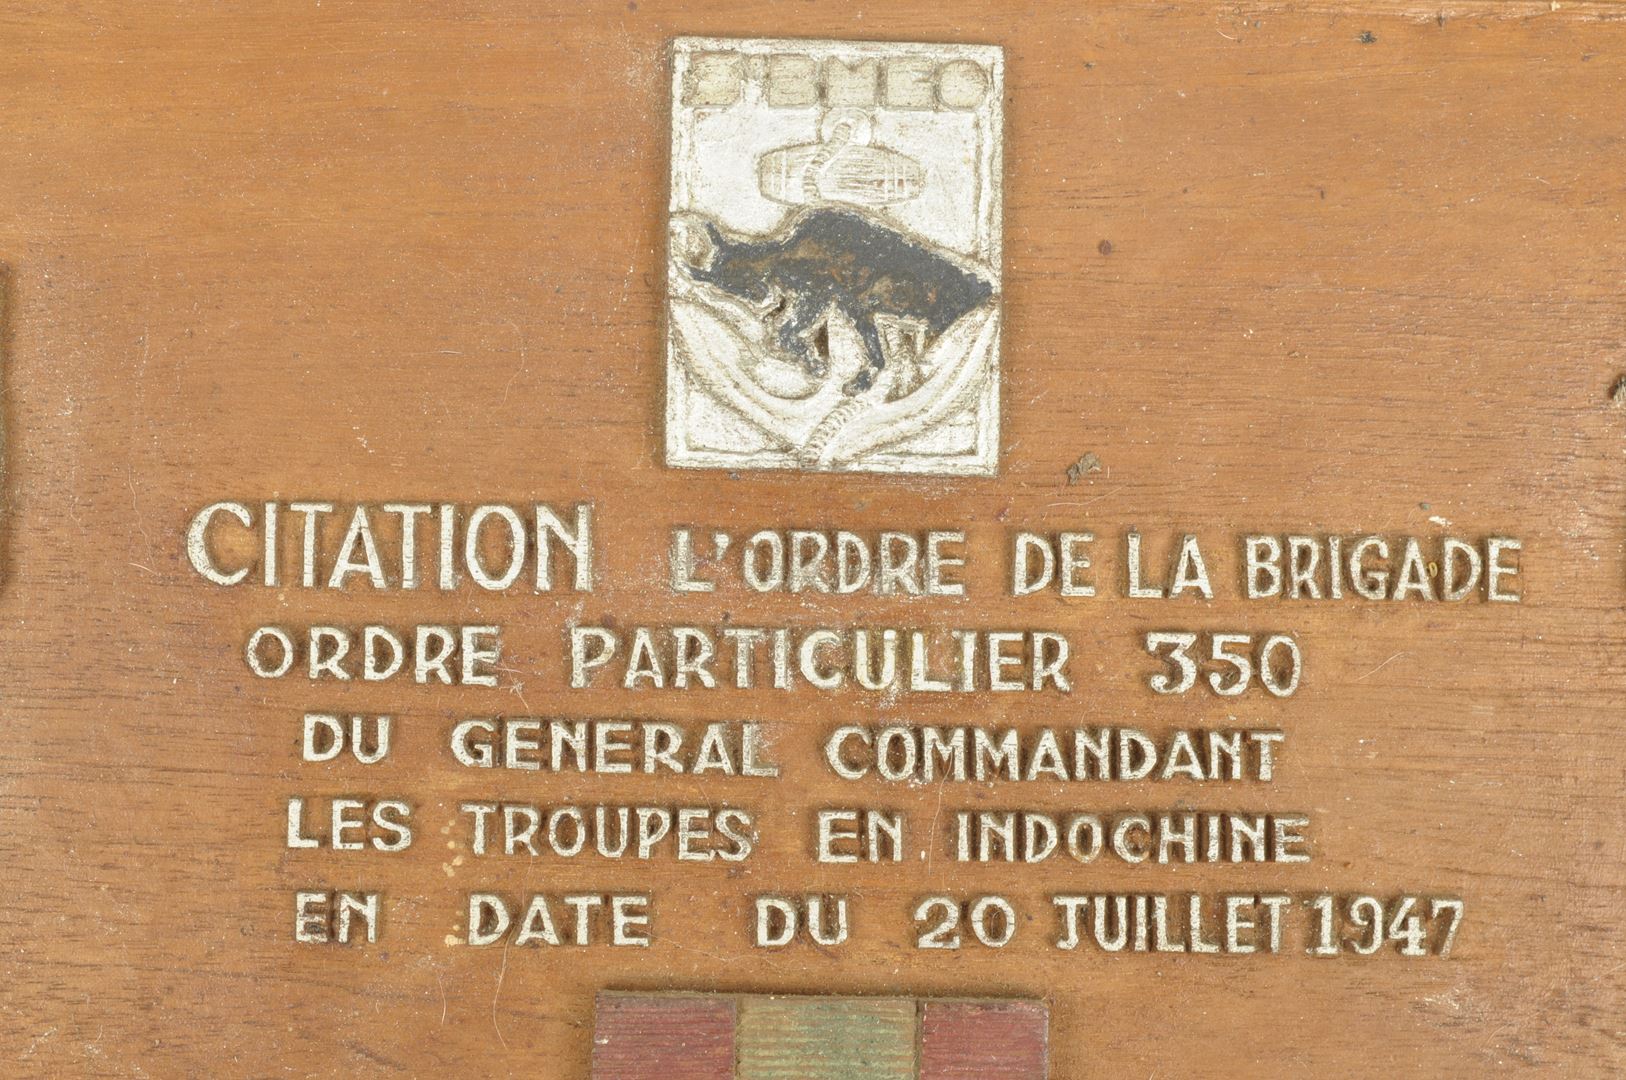 BMEO
CITATION L'ORDRE DE LA BRIGADE
ORDRE PARTICULIER 350
DU GENERAL COMMANDANT
LES TROUPES EN INDOCHINE
EN DATE DU 20 JUILLET 1947